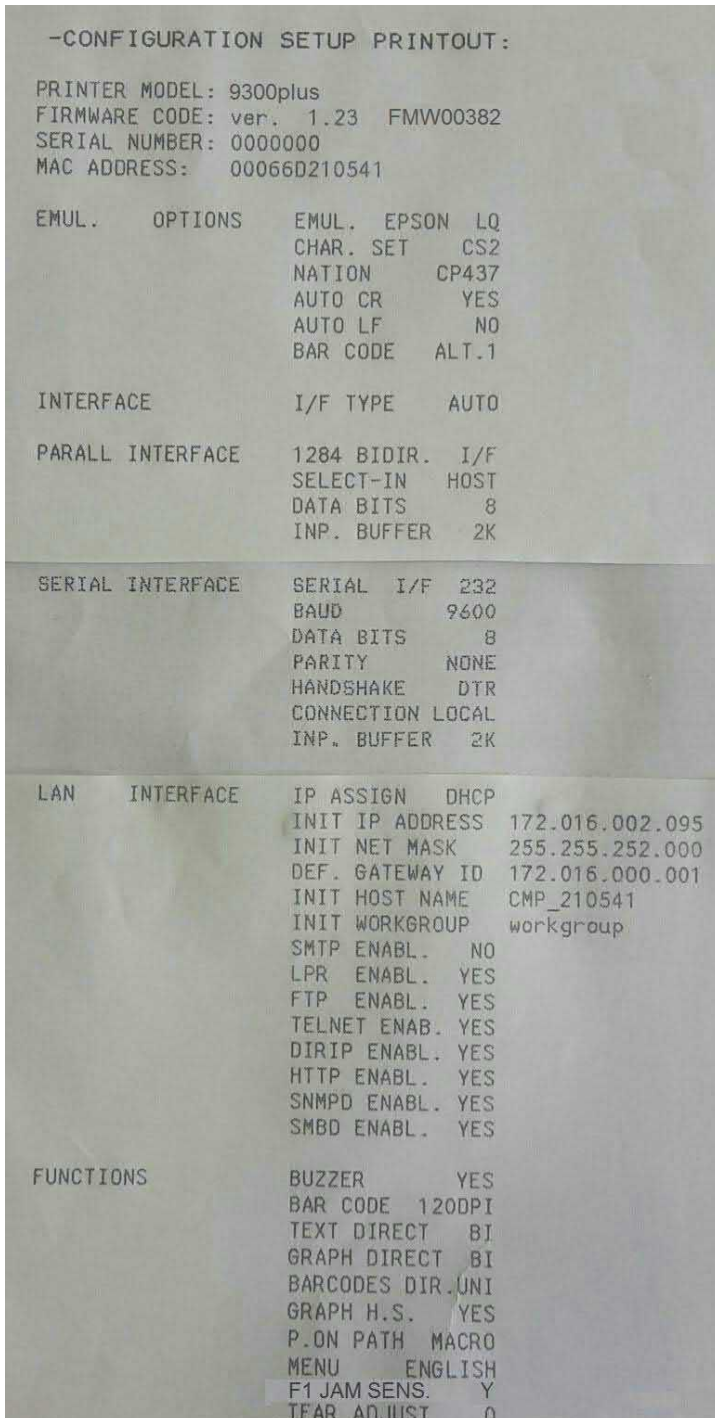 -CONFIGURATION SETUP PRINTOUT:
PRINTER MODEL: 9300plus
FIRMWARE CODE: ver. 1.23 FMW00382
SERIAL NUMBER: 0000000
MAC ADDRESS: 00066D210541
EMUL. OPTIONS EMUL. EPSON LQ
CHAR. SET CS2
NATION CP437
AUTO CR YES
AUTO LF NO
BAR CODE ALT.1
INTERFACE I/F TYPE AUTO
PARALL INTERFACE 1284 BIDIR. I/F
SELECT-IN HOST
DATA BITS 8
INP. BUFFER 2K
SERIAL INTERFACE SERIAL I/F 232
BAUD 9600
DATA BITS 8
PARITY NONE
HANDSHAKE DTR
CONNECTION LOCAL
INP. BUFFER 2K
LAN INTERFACE IP ASSIGN DHCP
INIT IP ADDRESS 172.016.002.095
INIT NET MASK 255.255.252.000
DEF. GATEWAY ID 172.016.000.001
INIT HOST NAME CMP_210541
INIT WORKGROUP workgroup
SMTP ENABL. NO
LPR ENABL. YES
FTP ENABL. YES
TELNET ENAB. YES
DIRIP ENABL. YES
HTTP ENABL. YES
SNMPD ENABL. YES
SMBD ENABL. YES
FUNCTIONS BUZZER YES
BAR CODE 120DPI
TEXT DIRECT BI
GRAPH DIRECT BI
BARCODES DIR.UNI
GRAPH H.S. YES
P.ON PATH MACRO
MENU ENGLISH
F1 JAM SENS. Y
TEAR ADJUST 0